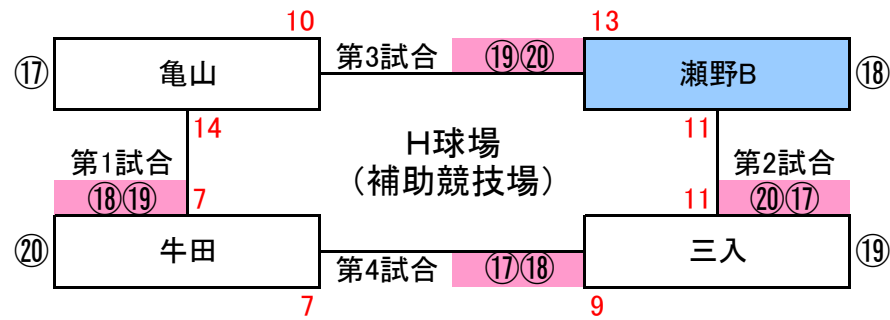 10 13
⑰ 亀山 第3試合 ⑲⑳ 瀬野B ⑱
14 H球場 11
第1試合 (補助競技場) 第2試合
⑱⑲ 7 11 ⑳⑰
⑳ 牛田 第4試合 ⑰⑱ 三入 ⑲
7 9